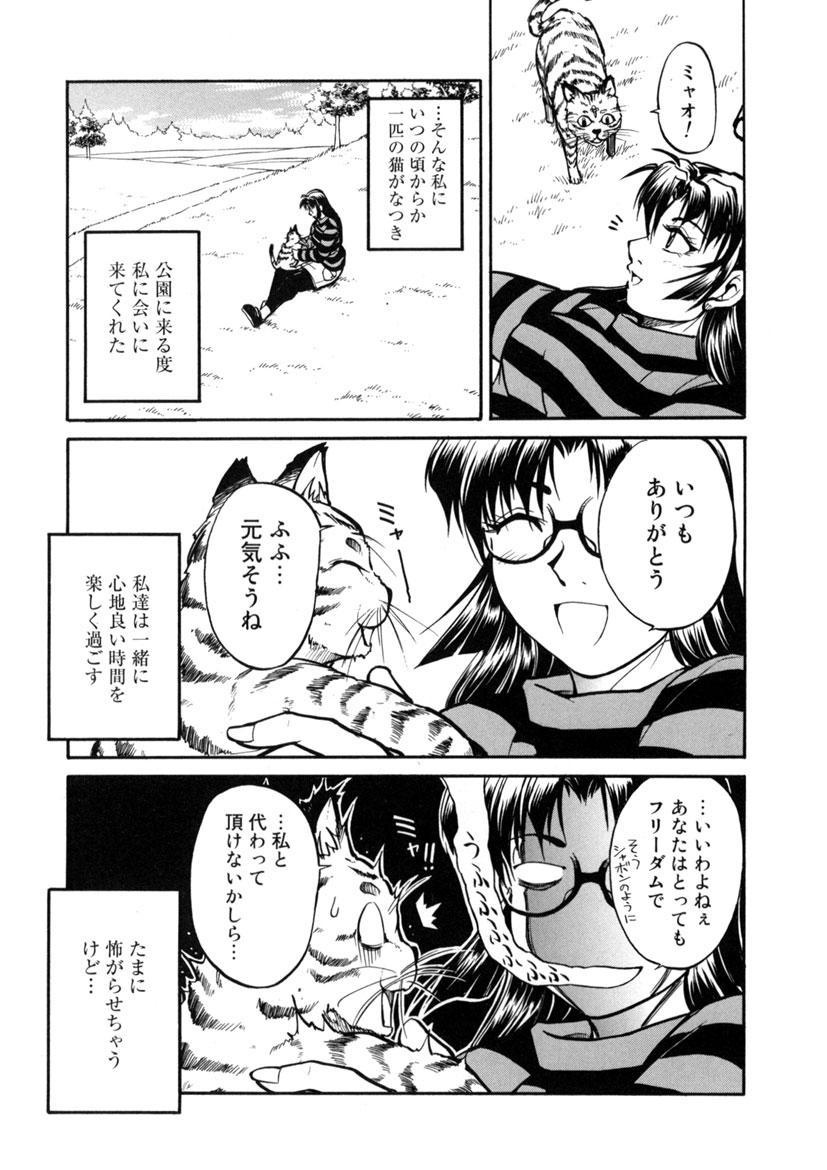 ミャオ！
…そんな私に
いつの頃からか
一匹の猫がなつき
公園に来る度
私に会いに
来てくれた
いつも
ありがとう
ミャー
ふふ…
元気そうね
私達は一緒に
心地良い時間を
楽しく過ごす
…いいわよねぇ
あなたはとっても
フリーダムで
そう
シャボンのように
うふふふふふ
ミャ!!
…私と
代わって
頂けないかしら…
たまに
怖がらせちゃう
けど…